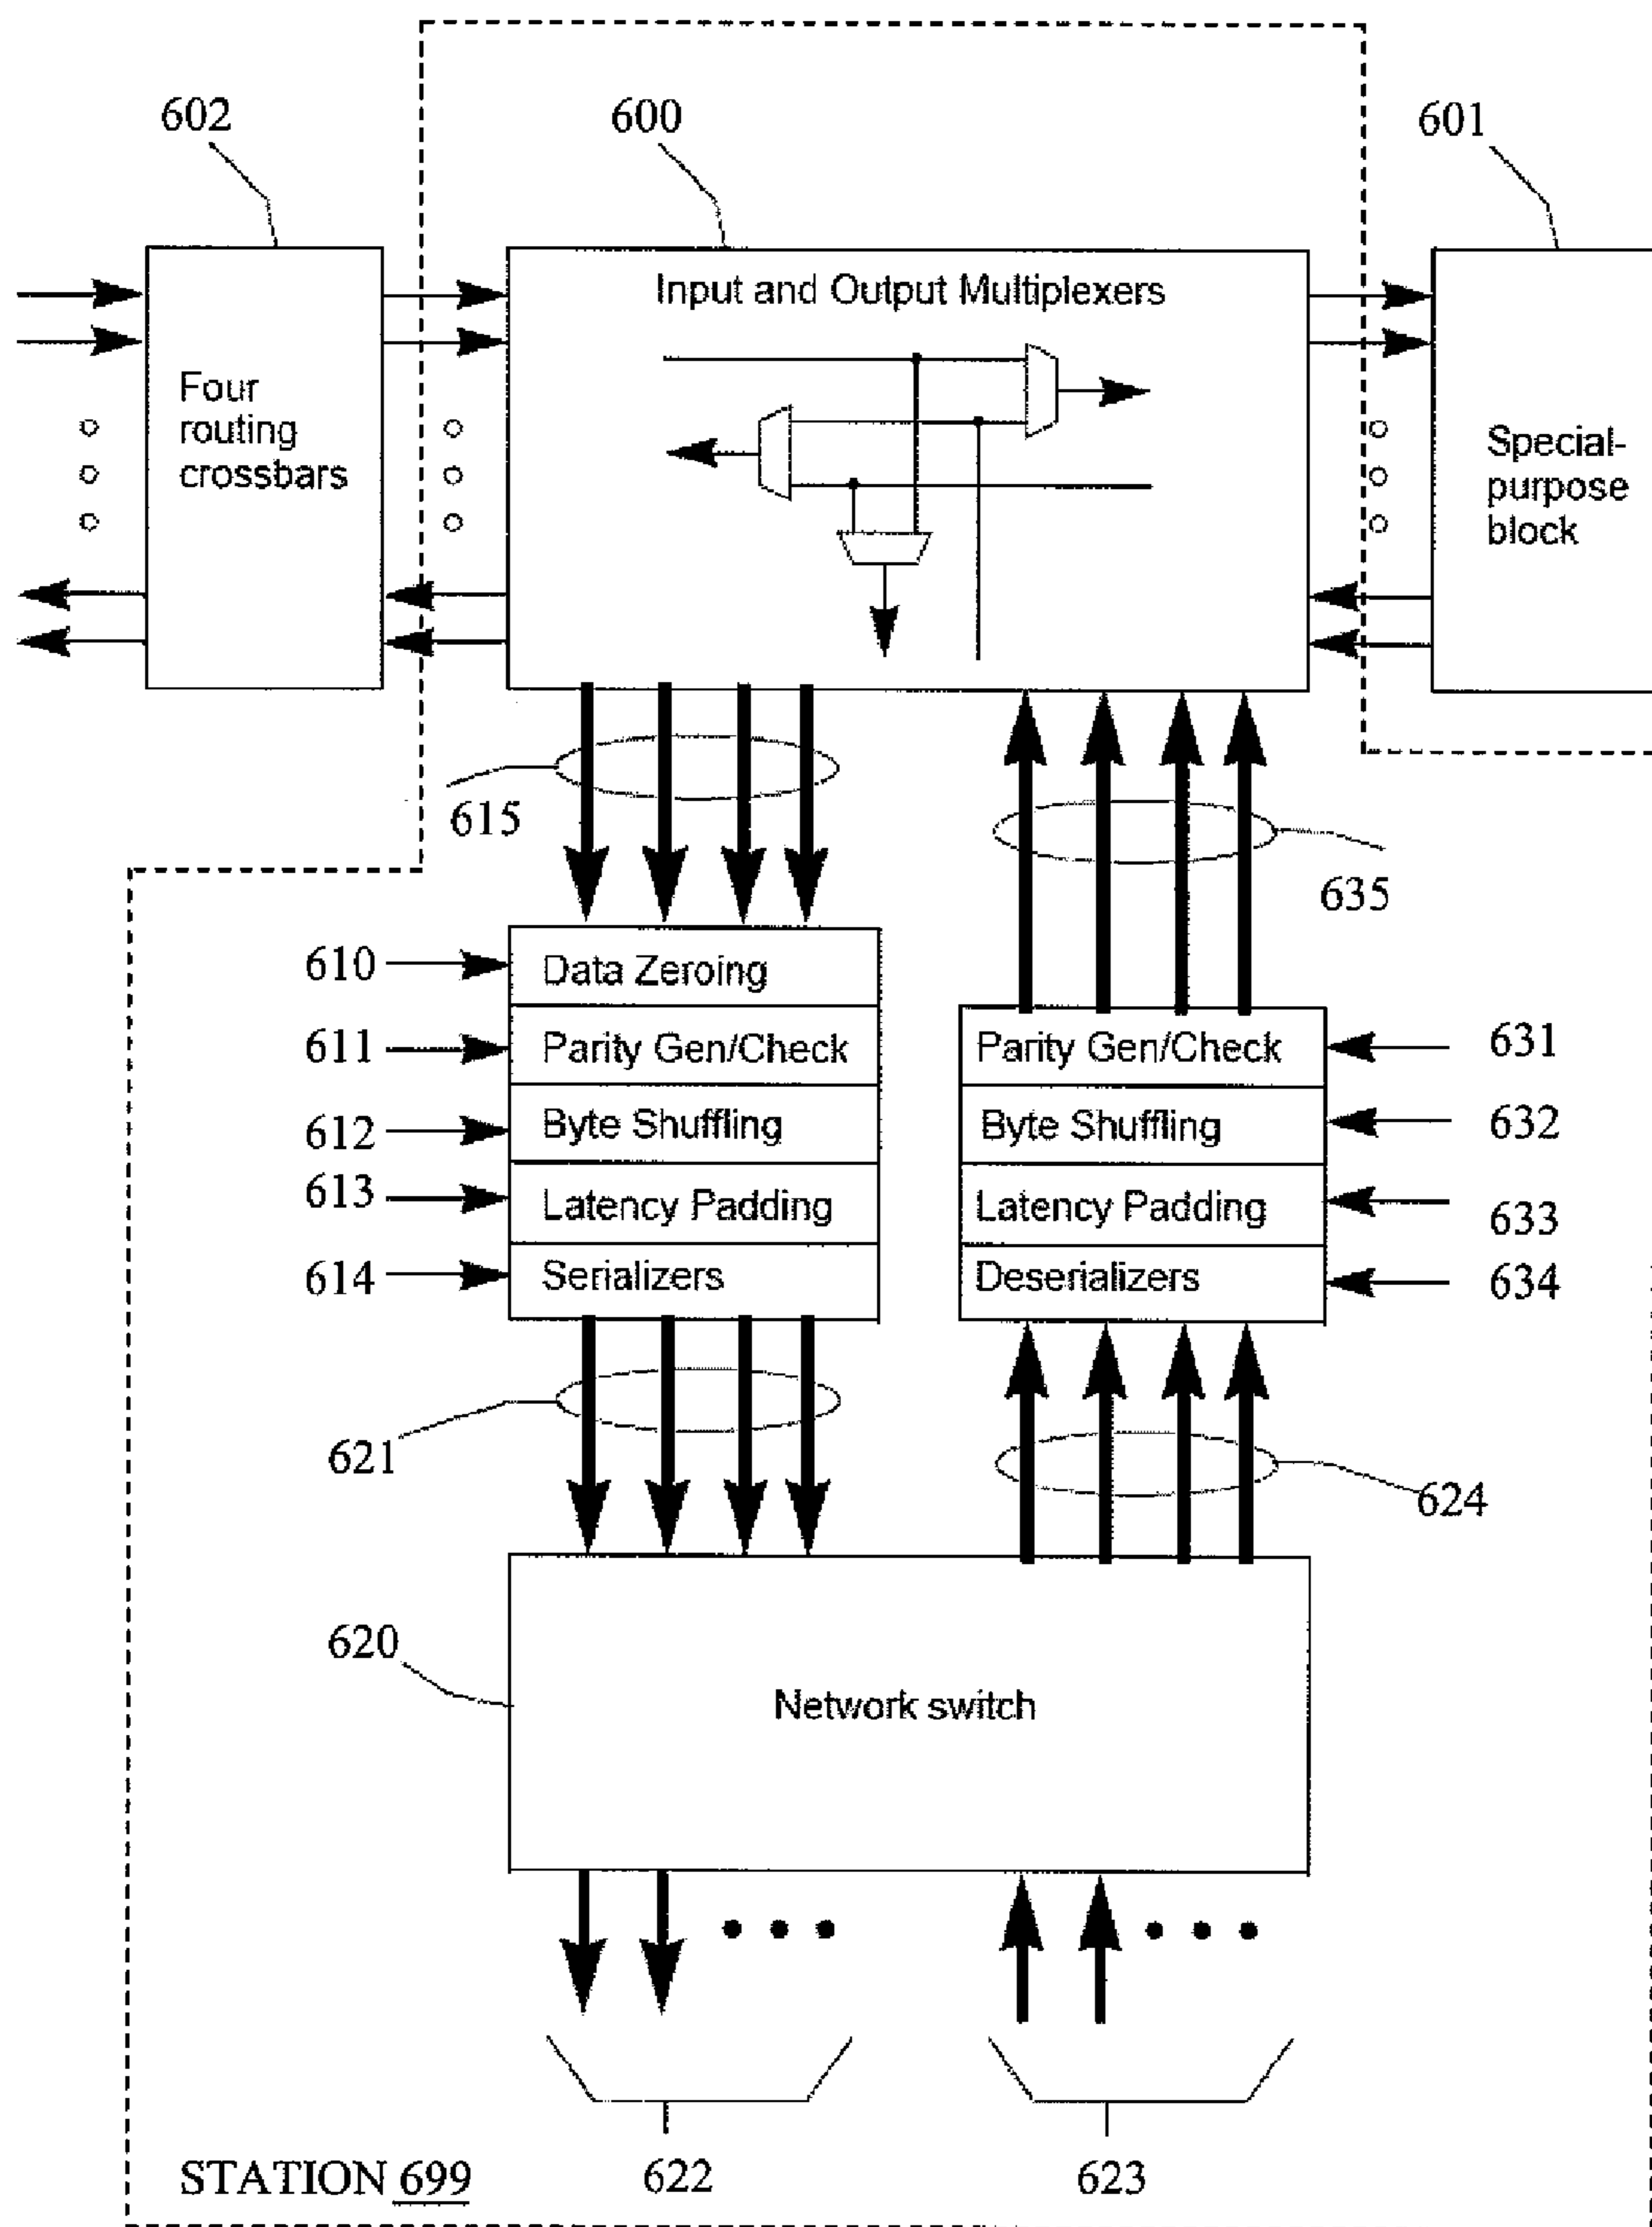 602
600
601
Input and Output Multiplexers
Four
routing
crossbars
Special-
purpose
block
615
635
610
Data Zeroing
611
Parity Gen/Check
Parity Gen/Check
631
612
Byte Shuffling
Byte Shuffling
632
613
Latency Padding
Latency Padding
633
614
Serializers
Deserializers
634
621
624
620
Network switch
STATION 699
622
623